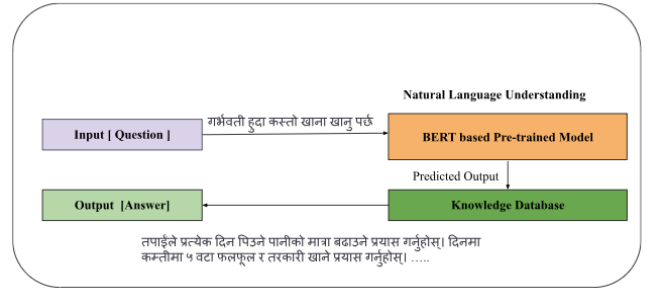 Natural Language Understanding
Input [ Question ]
गर्भवती हुदा कस्तो खाना खानु पर्छ
BERT based Pre-trained Model
Predicted Output
Output [Answer]
Knowledge Database
तपाईंले प्रत्येक दिन पिउने पानीको मात्रा बढाउने प्रयास गर्नुहोस्। दिनमा
कम्तीमा ५ वटा फलफूल र तरकारी खाने प्रयास गर्नुहोस्। .....